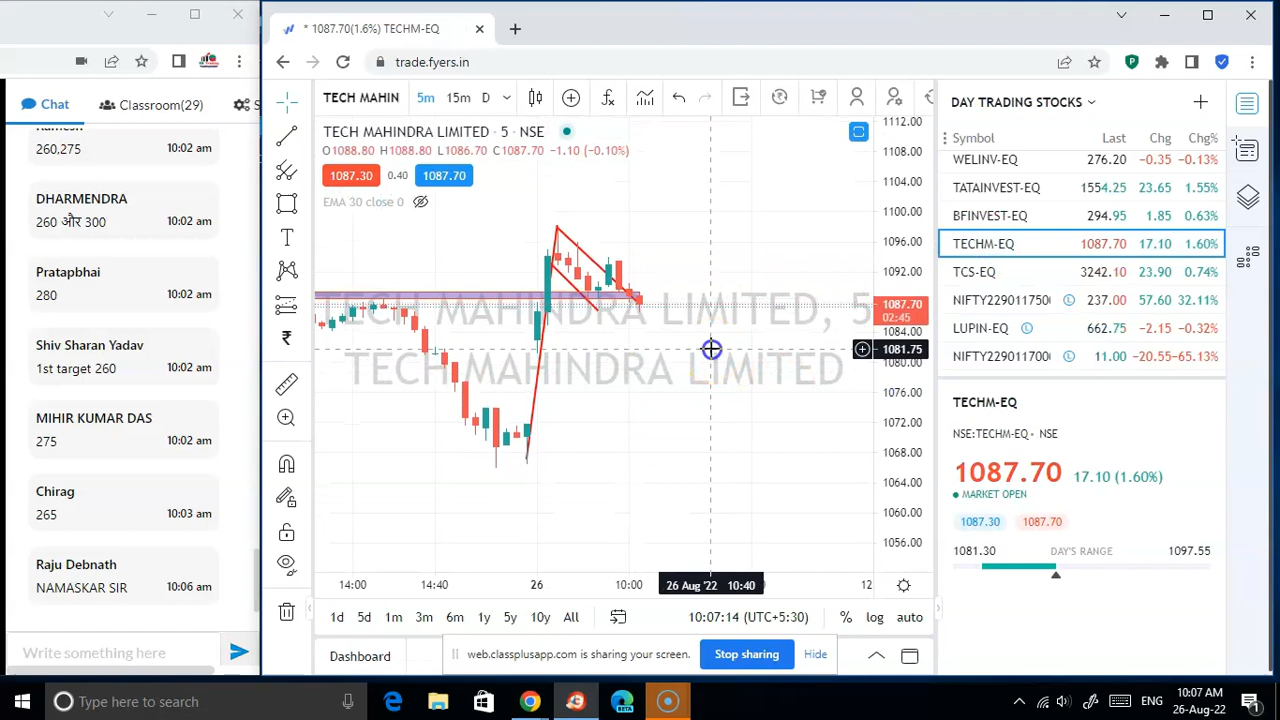 Chat
Classroom(29)
260,275
10:02 am
DHARMENDRA
260 और 300
10:02 am
Pratapbhai
280
10:02 am
Shiv Sharan Yadav
1st target 260
10:02 am
MIHIR KUMAR DAS
275
10:02 am
Chirag
265
10:03 am
Raju Debnath
NAMASKAR SIR
10:06 am
Write something here
* 1087.70(1.6%) TECHM-EQ
trade.fyers.in
TECH MAHIN
5m 15m D
TECH MAHINDRA LIMITED · 5 · NSE
O1088.80 H1088.80 L1086.70 C1087.70 −1.10 (−0.10%)
1087.30 0.40 1087.70
EMA 30 close 0
TECH MAHINDRA LIMITED, 5
TECH MAHINDRA LIMITED
1112.00
1108.00
1104.00
1100.00
1096.00
1092.00
1087.70
02:45
1084.00
1081.75
1080.00
1076.00
1072.00
1068.00
1064.00
1060.00
1056.00
14:00 14:40 26 10:00 26 Aug '22 10:40 12
1d 5d 1m 3m 6m 1y 5y 10y All
10:07:14 (UTC+5:30) % log auto
Dashboard
web.classplusapp.com is sharing your screen.
Stop sharing
Hide
DAY TRADING STOCKS
Symbol Last Chg Chg%
WELINV-EQ 276.20 −0.35 −0.13%
TATAINVEST-EQ 1554.25 23.65 1.55%
BFINVEST-EQ 294.95 1.85 0.63%
TECHM-EQ 1087.70 17.10 1.60%
TCS-EQ 3242.10 23.90 0.74%
NIFTY2290117500 237.00 57.60 32.11%
LUPIN-EQ 662.75 −2.15 −0.32%
NIFTY229011700 11.00 −20.55 −65.13%
TECHM-EQ
NSE:TECHM-EQ • NSE
1087.70 17.10 (1.60%)
MARKET OPEN
1087.30 1087.70
1081.30 DAY'S RANGE 1097.55
Type here to search
ENG
10:07 AM
26-Aug-22